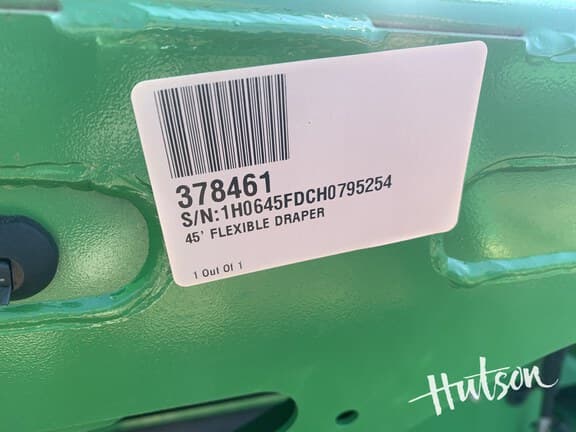 378461
S/N:1H0645FDCH0795254
45' FLEXIBLE DRAPER
1 Out Of 1
Hutson